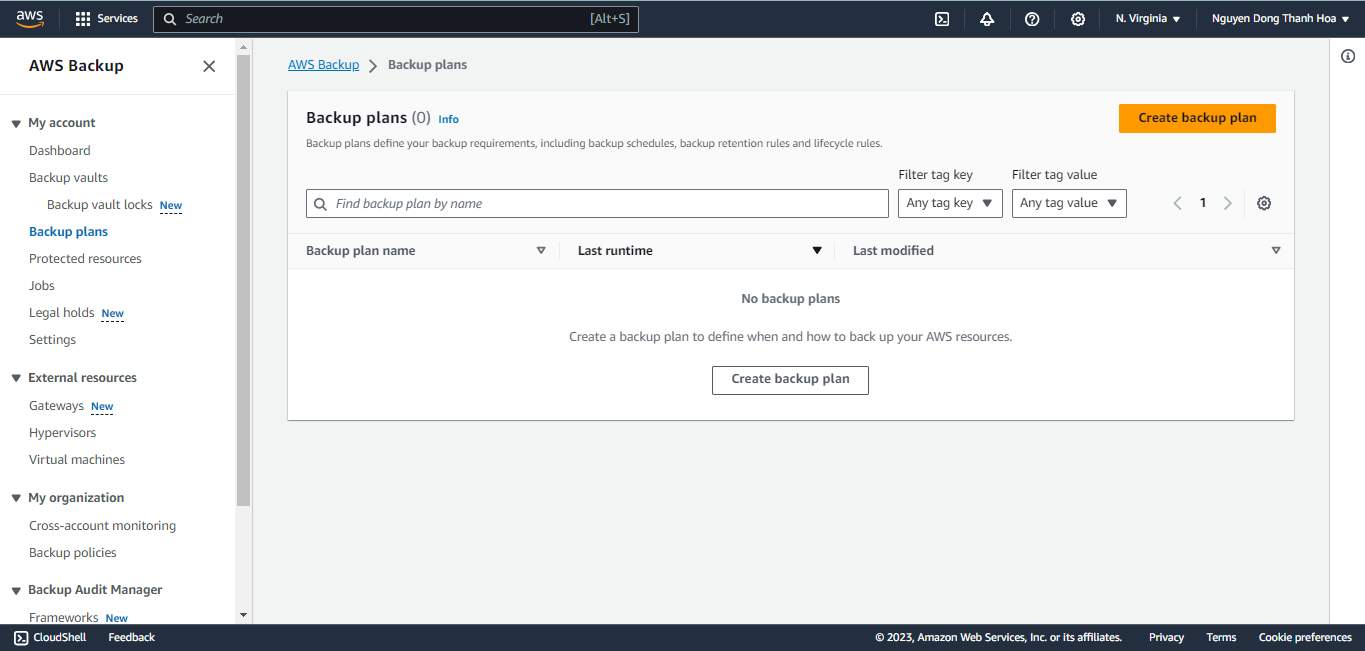 aws
Services
Search [Alt+S]
N. Virginia
Nguyen Dong Thanh Hoa
AWS Backup
My account
Dashboard
Backup vaults
Backup vault locks New
Backup plans
Protected resources
Jobs
Legal holds New
Settings
External resources
Gateways New
Hypervisors
Virtual machines
My organization
Cross-account monitoring
Backup policies
Backup Audit Manager
Frameworks New
AWS Backup Backup plans
Backup plans (0) Info
Create backup plan
Backup plans define your backup requirements, including backup schedules, backup retention rules and lifecycle rules.
Filter tag key Filter tag value
Find backup plan by name Any tag key Any tag value 1
Backup plan name Last runtime Last modified
No backup plans
Create a backup plan to define when and how to back up your AWS resources.
Create backup plan
CloudShell Feedback © 2023, Amazon Web Services, Inc. or its affiliates. Privacy Terms Cookie preferences